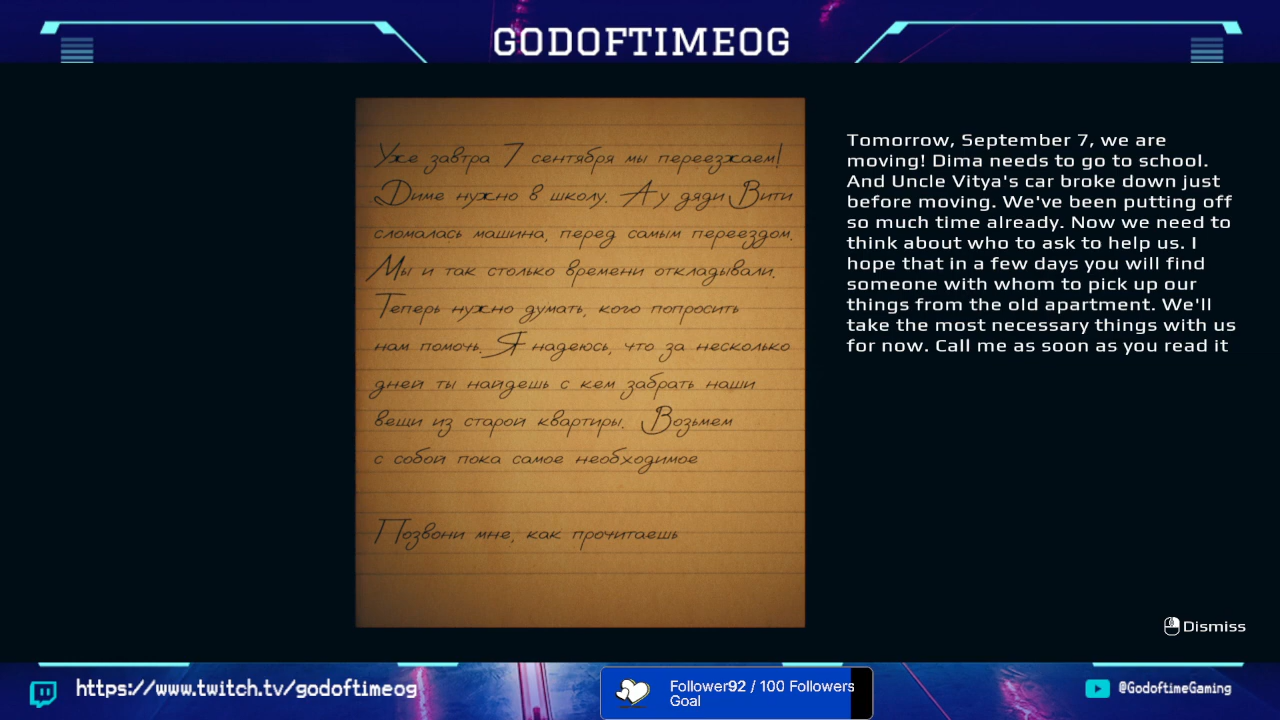 GODOFTIMEOG
Уже завтра 7 сентября мы переезжаем!
Диме нужно в школу. А у дяди Вити
сломалась машина, перед самым переездом.
Мы и так столько времени откладывали.
Теперь нужно думать, кого попросить
нам помочь. Я надеюсь, что за несколько
дней ты найдешь с кем забрать наши
вещи из старой квартиры. Возьмем
с собой пока самое необходимое
Позвони мне, как прочитаешь
Tomorrow, September 7, we are
moving! Dima needs to go to school.
And Uncle Vitya's car broke down just
before moving. We've been putting off
so much time already. Now we need to
think about who to ask to help us. I
hope that in a few days you will find
someone with whom to pick up our
things from the old apartment. We'll
take the most necessary things with us
for now. Call me as soon as you read it
Dismiss
https://www.twitch.tv/godoftimeog
Follower92 / 100 Followers
Goal
@GodoftimeGaming